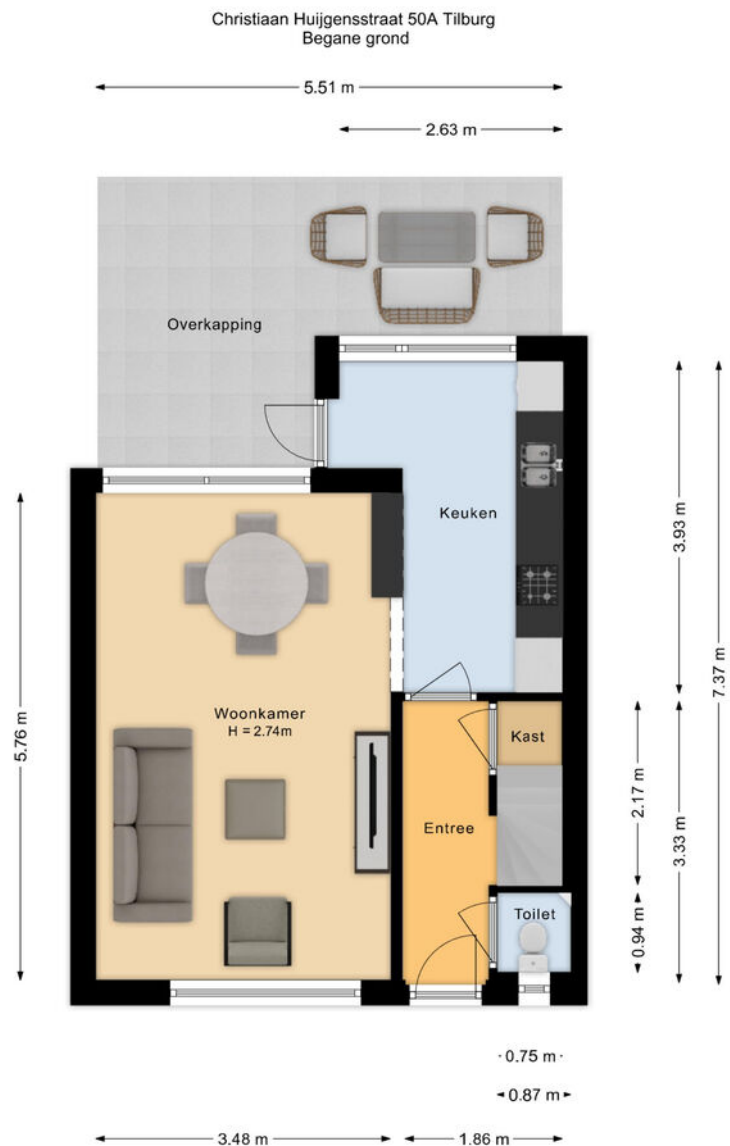 Christiaan Huijgensstraat 50A Tilburg
Begane grond
5.51 m
2.63 m
Overkapping
Keuken
3.93 m
7.37 m
5.76 m
Woonkamer
H = 2.74m
Kast
2.17 m
3.33 m
Entree
Toilet
0.94 m
0.75 m
0.87 m
3.48 m
1.86 m